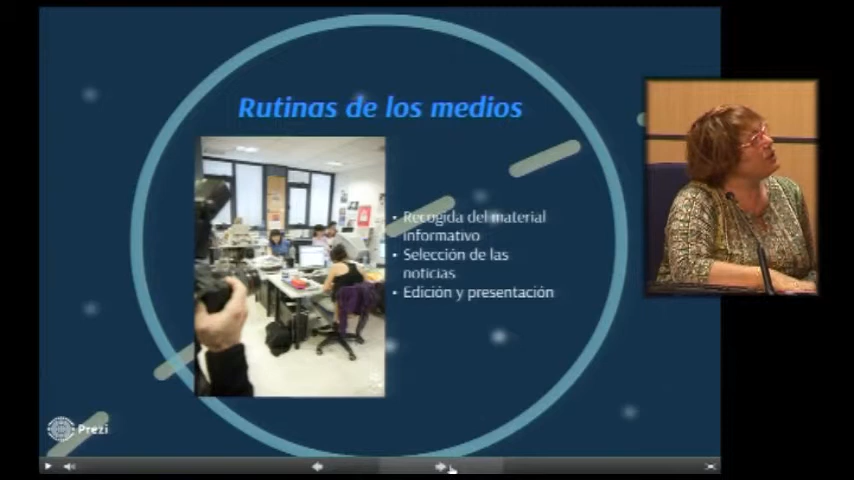 Rutinas de los medios
• Recogida del material
informativo
• Selección de las
noticias
• Edición y presentación
Prezi